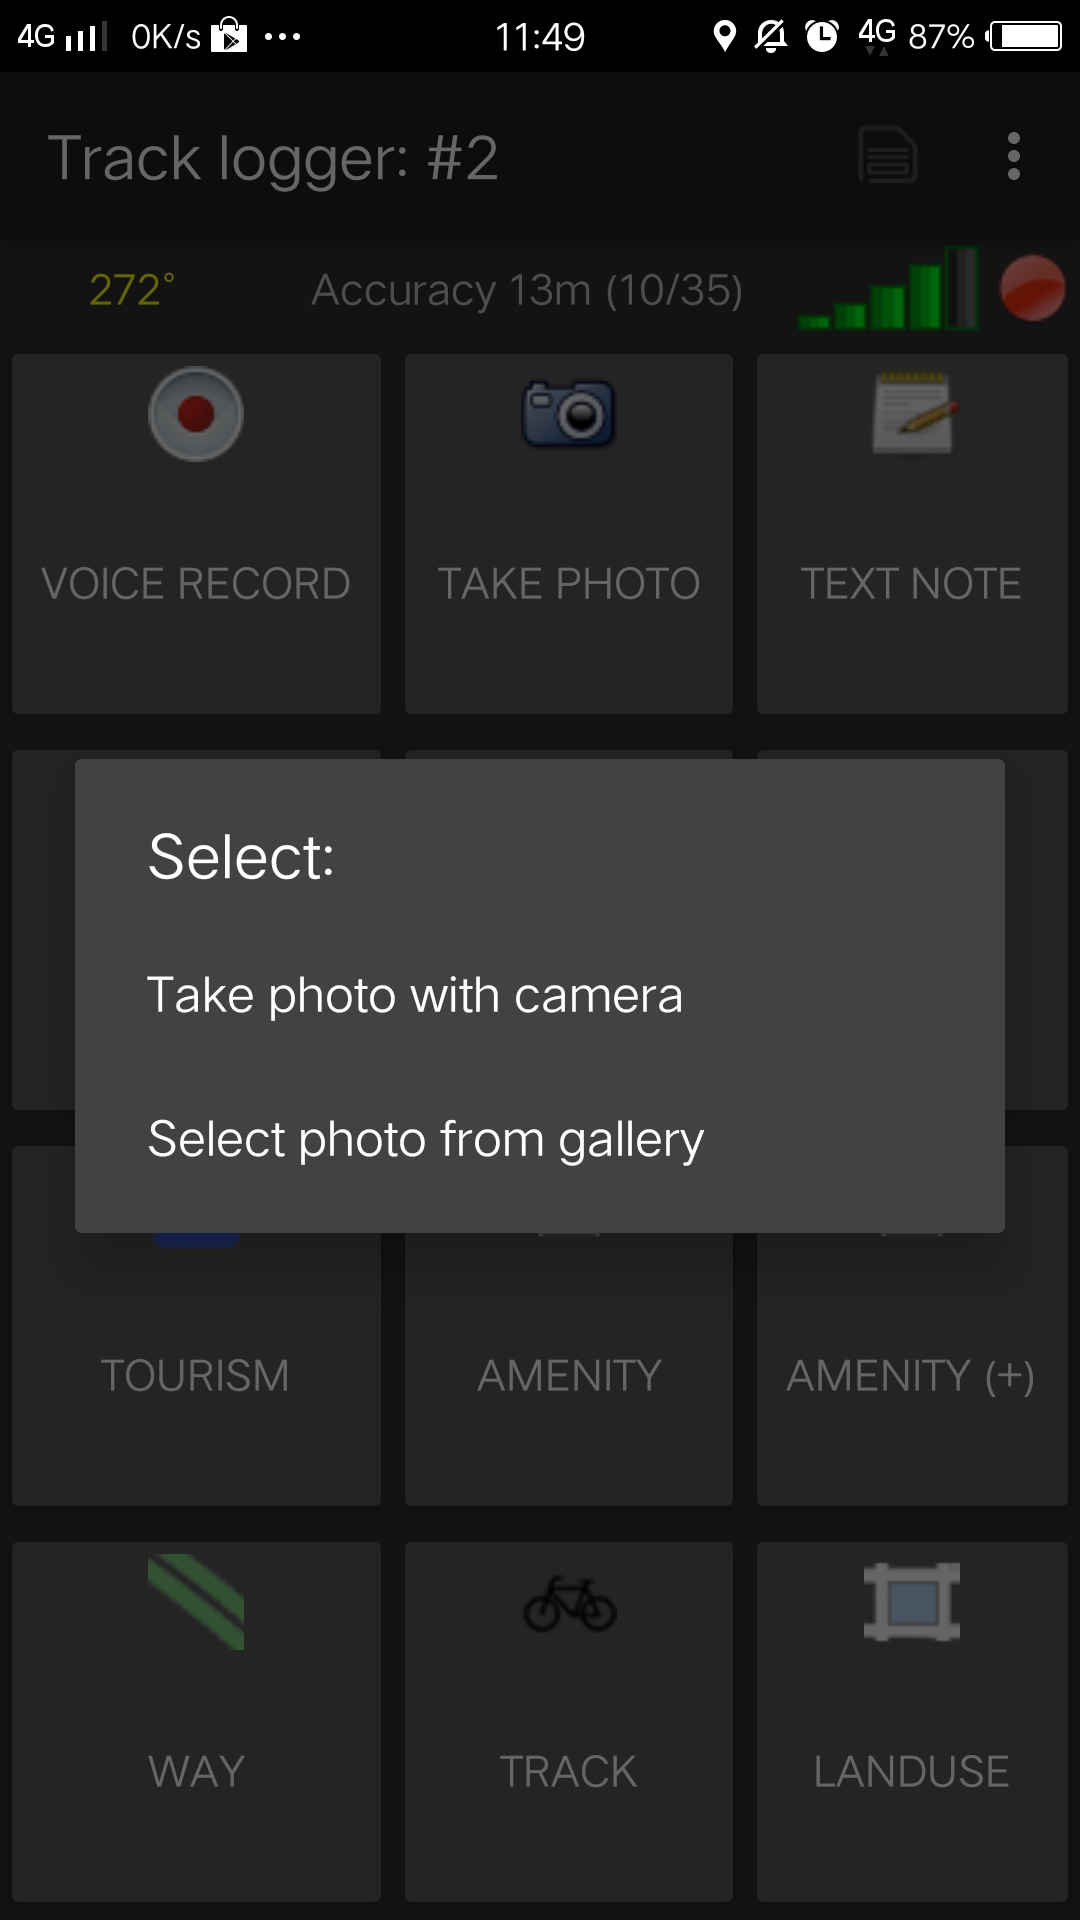 4G 0K/s ... 11:49 4G 87%
Track logger: #2
272° Accuracy 13m (10/35)
VOICE RECORD TAKE PHOTO TEXT NOTE
Select:
Take photo with camera
Select photo from gallery
TOURISM AMENITY AMENITY (+)
WAY TRACK LANDUSE